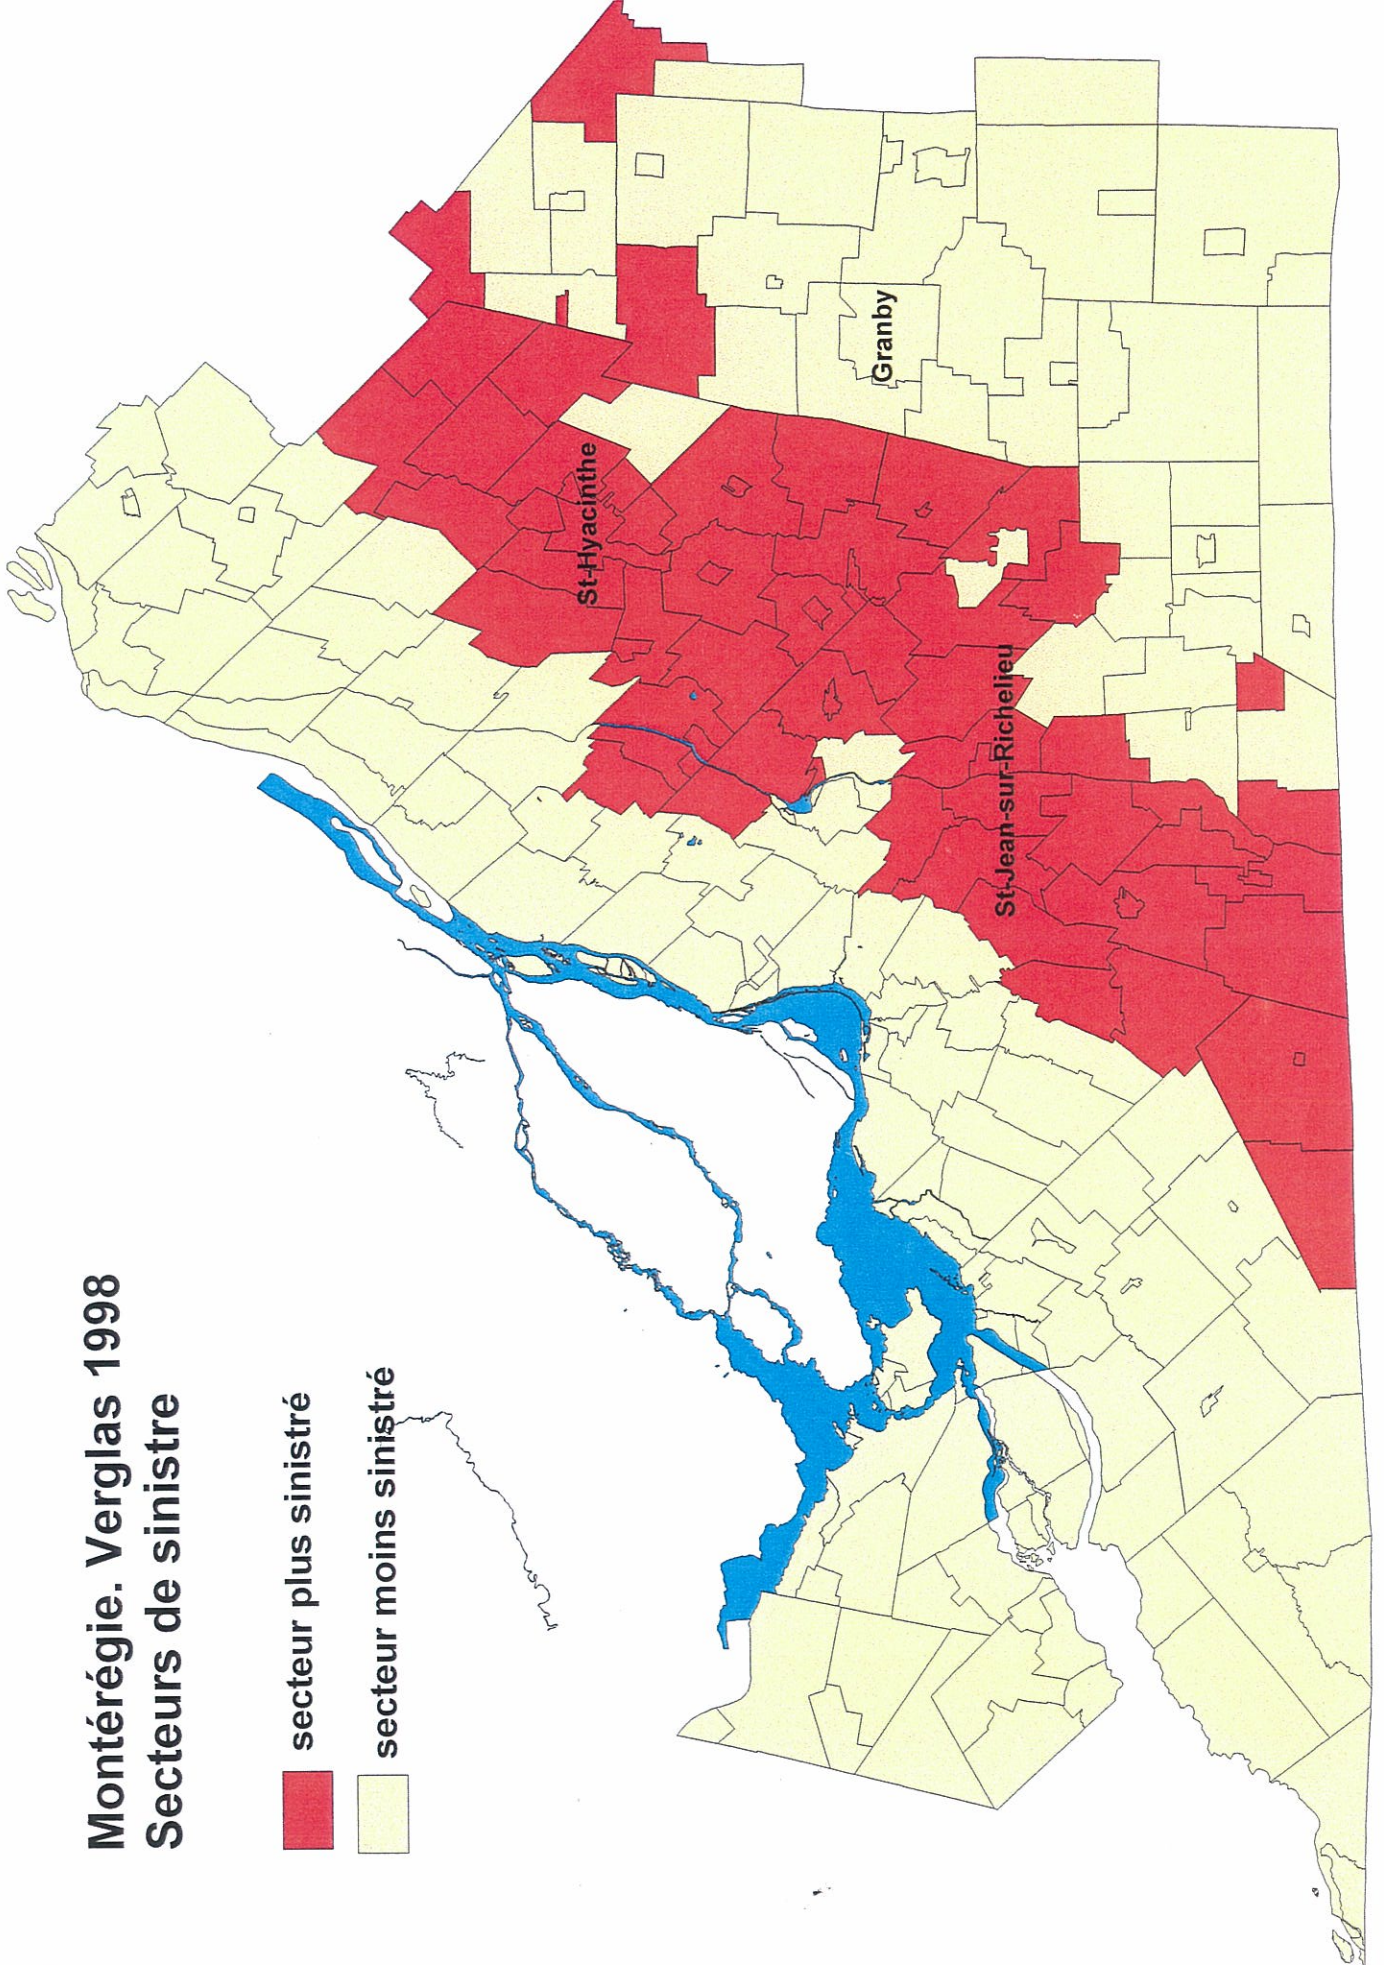 Montérégie. Verglas 1998
Secteurs de sinistre
secteur plus sinistré
secteur moins sinistré
St-Hyacinthe
Granby
St-Jean-sur-Richelieu